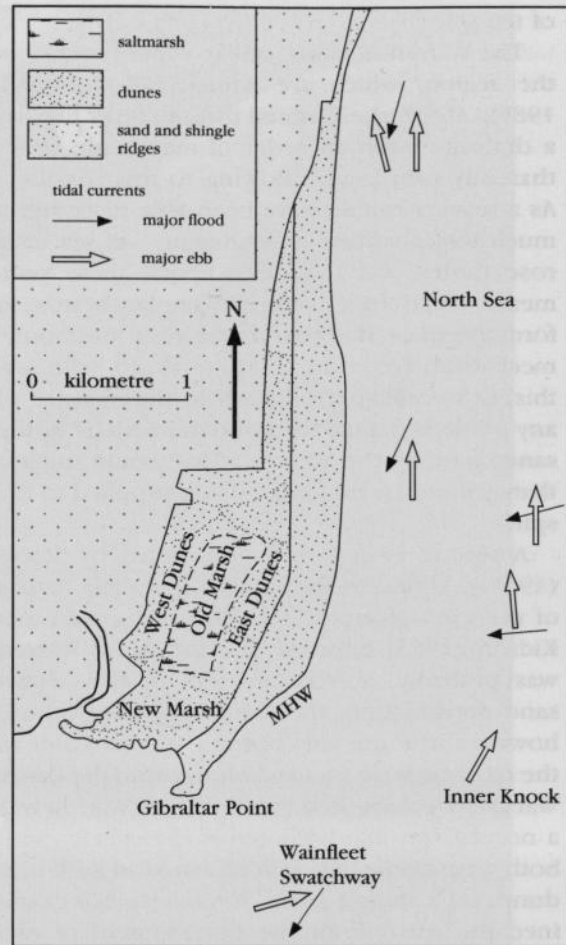 saltmarsh
dunes
sand and shingle
ridges
tidal currents
major flood
major ebb
North Sea
N
0 kilometre 1
West Dunes
Old Marsh
East Dunes
New Marsh
MHW
Gibraltar Point
Inner Knock
Wainfleet
Swatchway